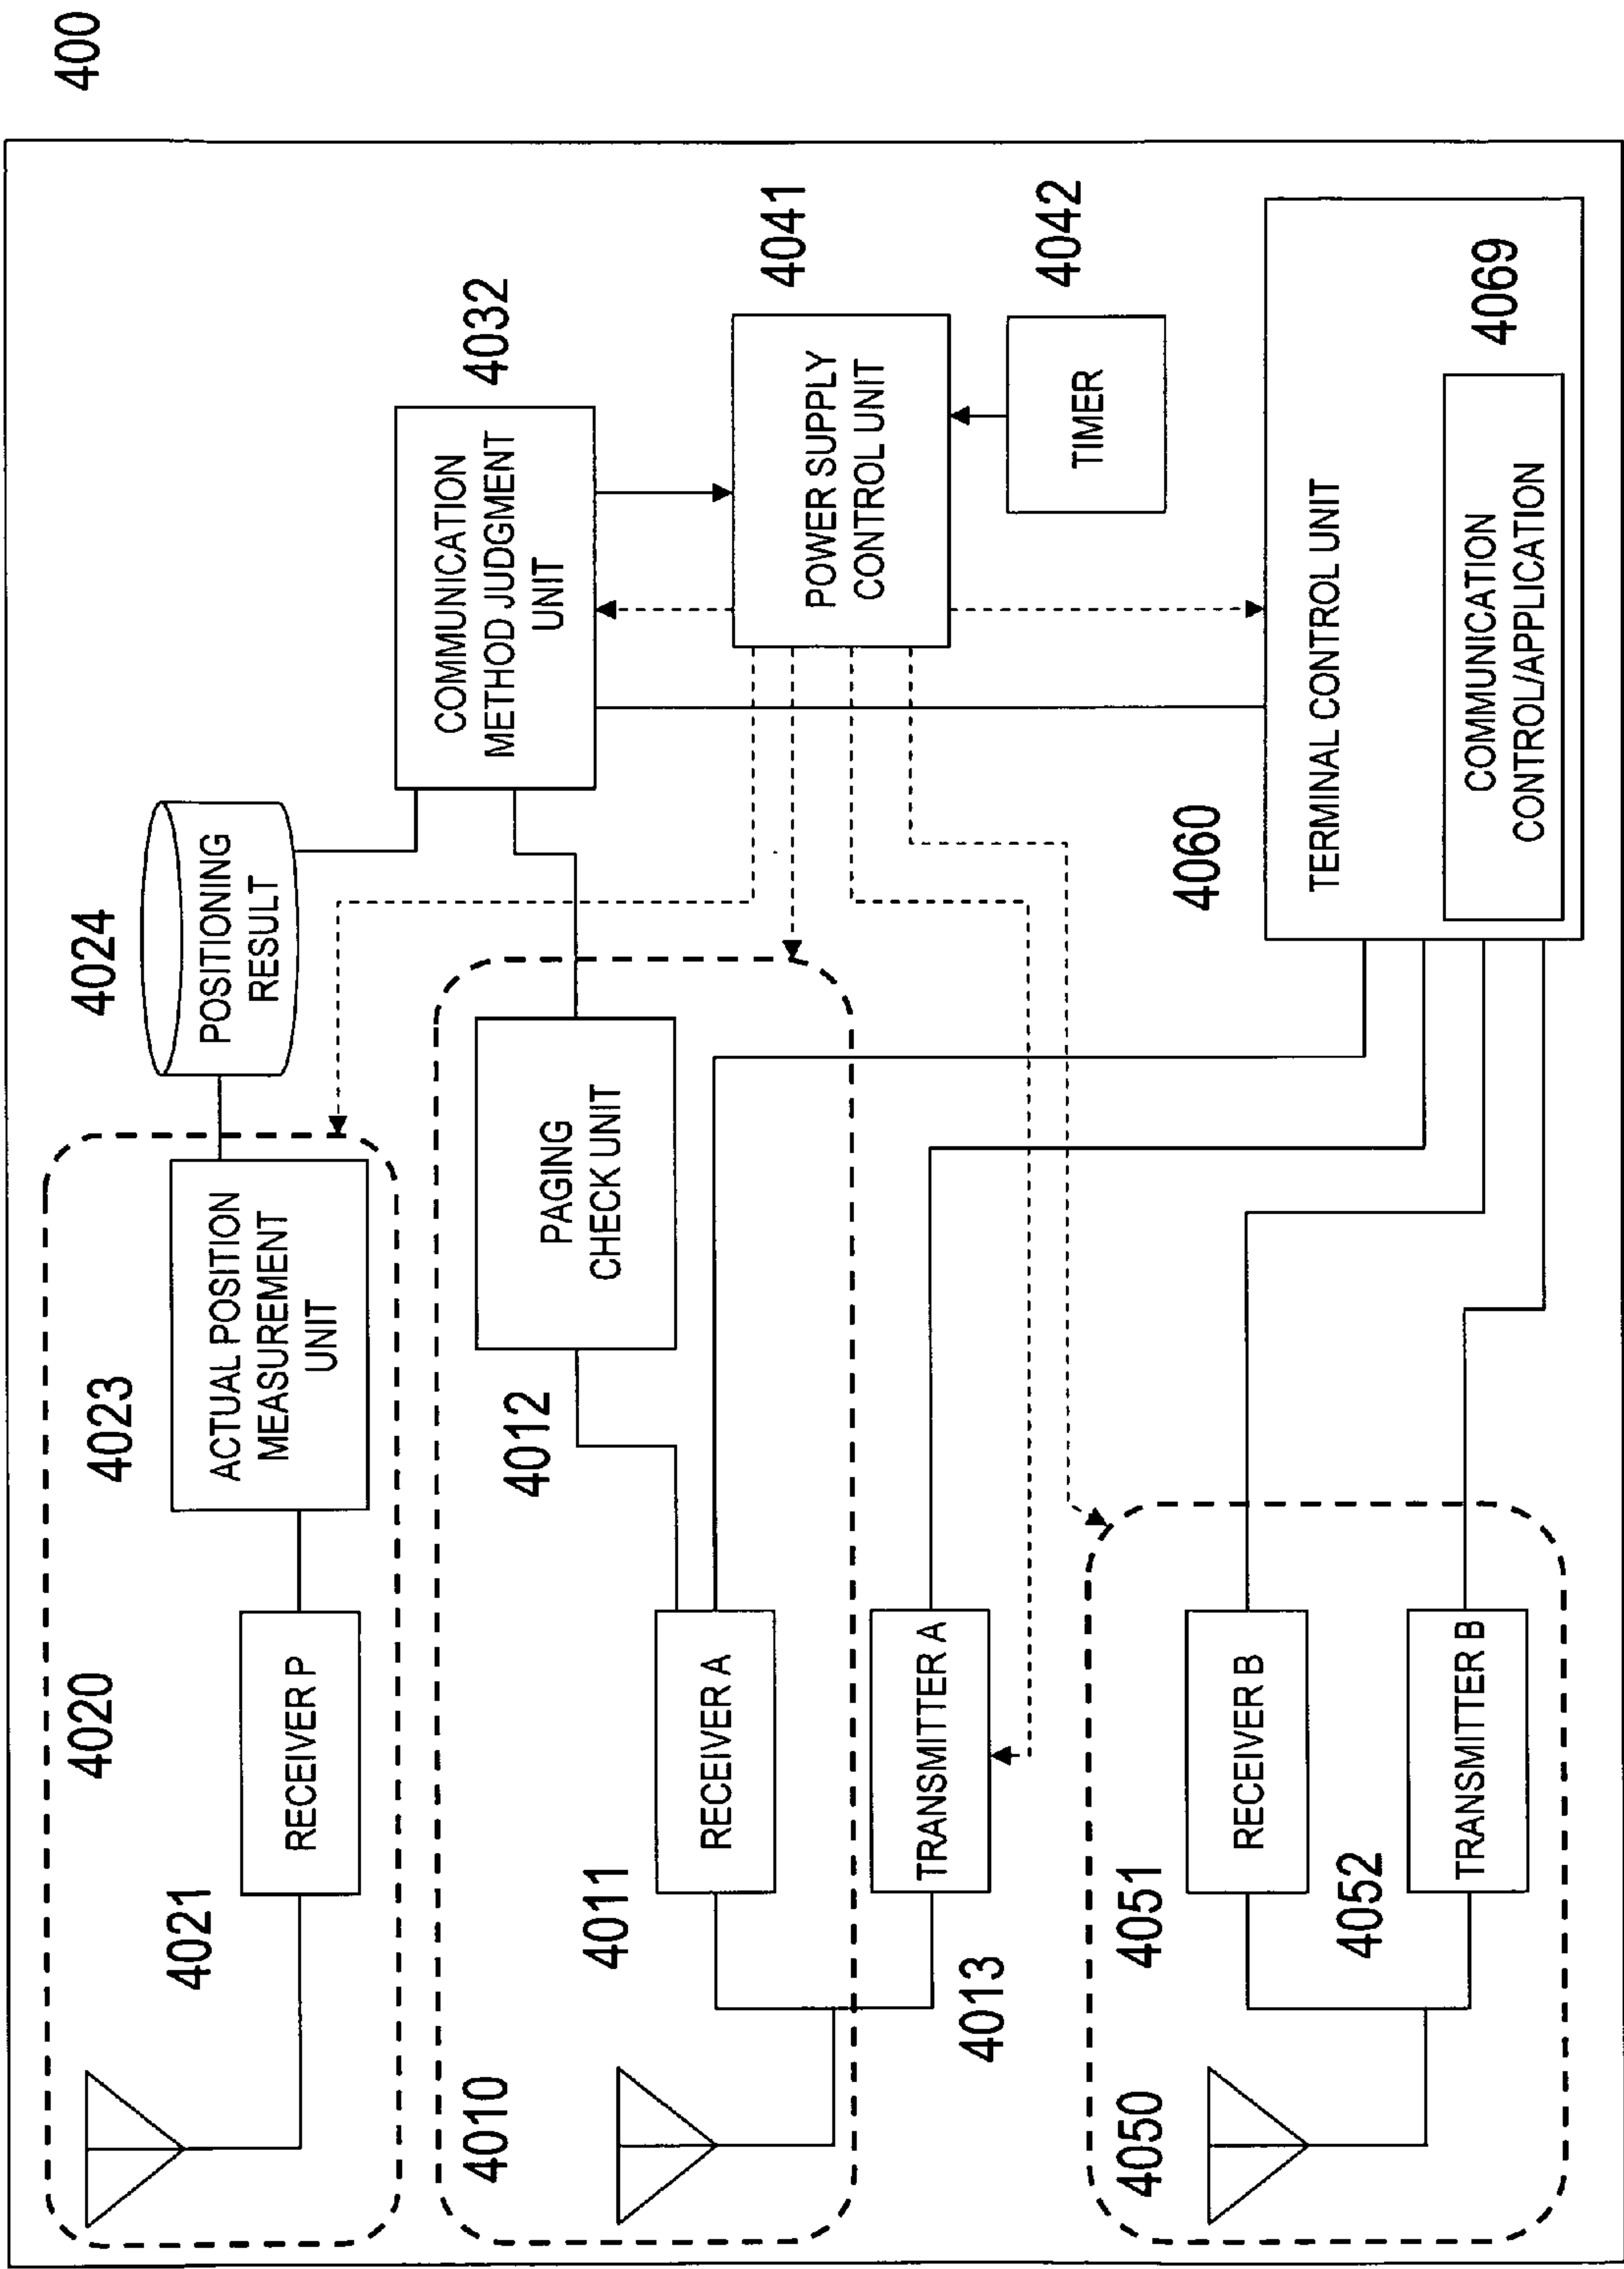 400
4020
4021
RECEIVER P
4023
ACTUAL POSITION
MEASUREMENT
UNIT
4024
POSITIONING
RESULT
4010
4011
RECEIVER A
4012
PAGING
CHECK UNIT
4013
TRANSMITTER A
4032
COMMUNICATION
METHOD JUDGMENT
UNIT
4041
POWER SUPPLY
CONTROL UNIT
4042
TIMER
4050
4051
RECEIVER B
4052
TRANSMITTER B
4060
TERMINAL CONTROL UNIT
4069
COMMUNICATION
CONTROL/APPLICATION